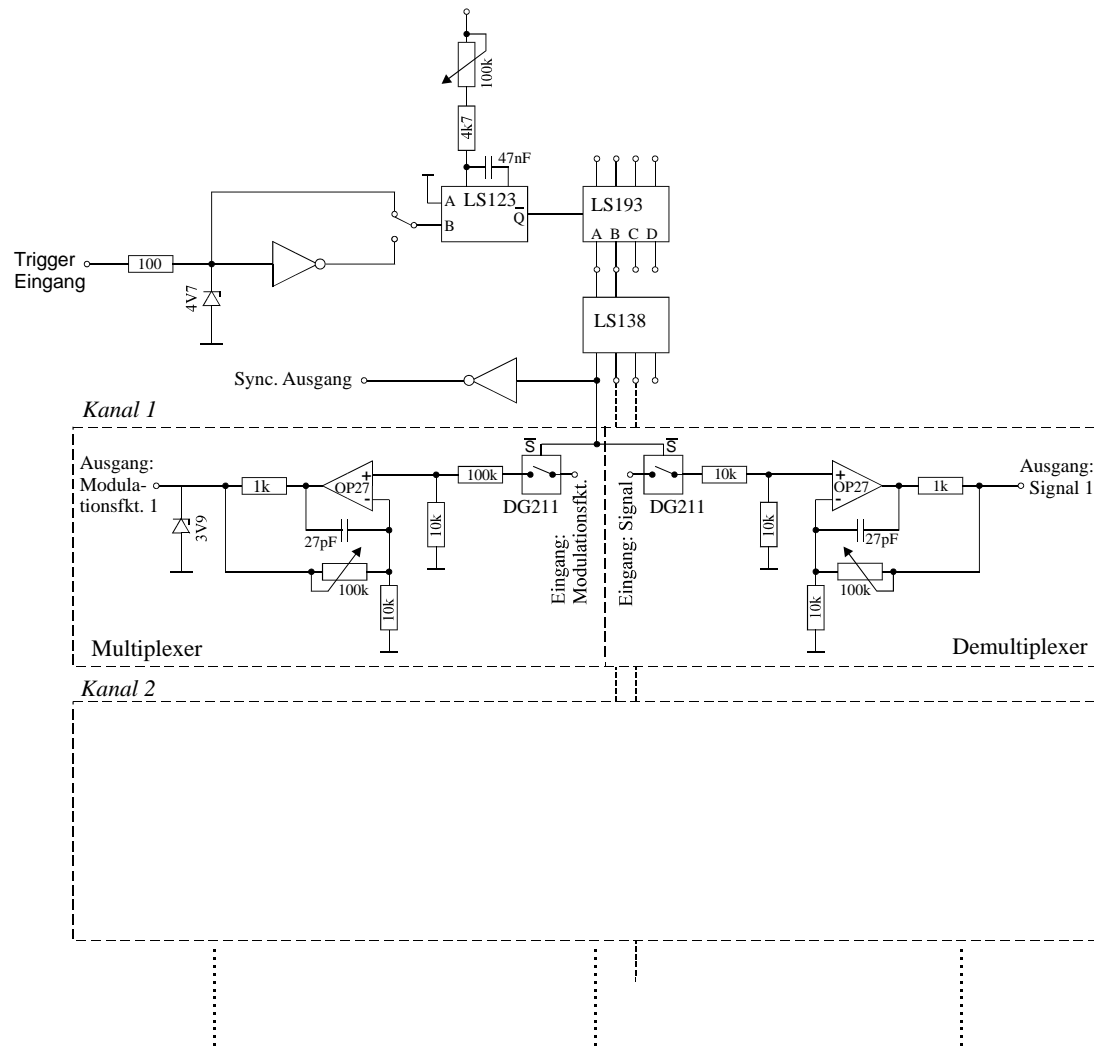 100k
4k7
47nF
LS123
A
B
Q
LS193
A B C D
Trigger
Eingang
100
4V7
LS138
Sync. Ausgang
Kanal 1
Ausgang:
Modula-
tionsfkt. 1
3V9
1k
OP27
+
-
27pF
100k
10k
10k
100k
S
DG211
Eingang:
Modulationsfkt.
Eingang: Signal
S
DG211
10k
10k
+
-
OP27
27pF
100k
10k
1k
Ausgang:
Signal 1
Multiplexer
Demultiplexer
Kanal 2